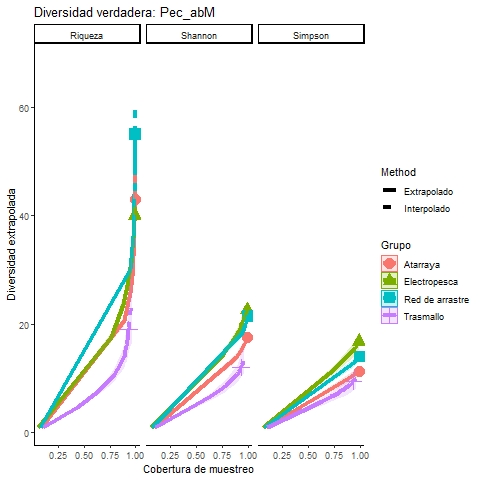 Diversidad verdadera: Pec_abM
Riqueza Shannon Simpson
Diversidad extrapolada
60
40
20
0
0.25 0.50 0.75 1.00 0.25 0.50 0.75 1.00 0.25 0.50 0.75 1.00
Cobertura de muestreo
Method
Extrapolado
Interpolado
Grupo
Atarraya
Electropesca
Red de arrastre
Trasmallo